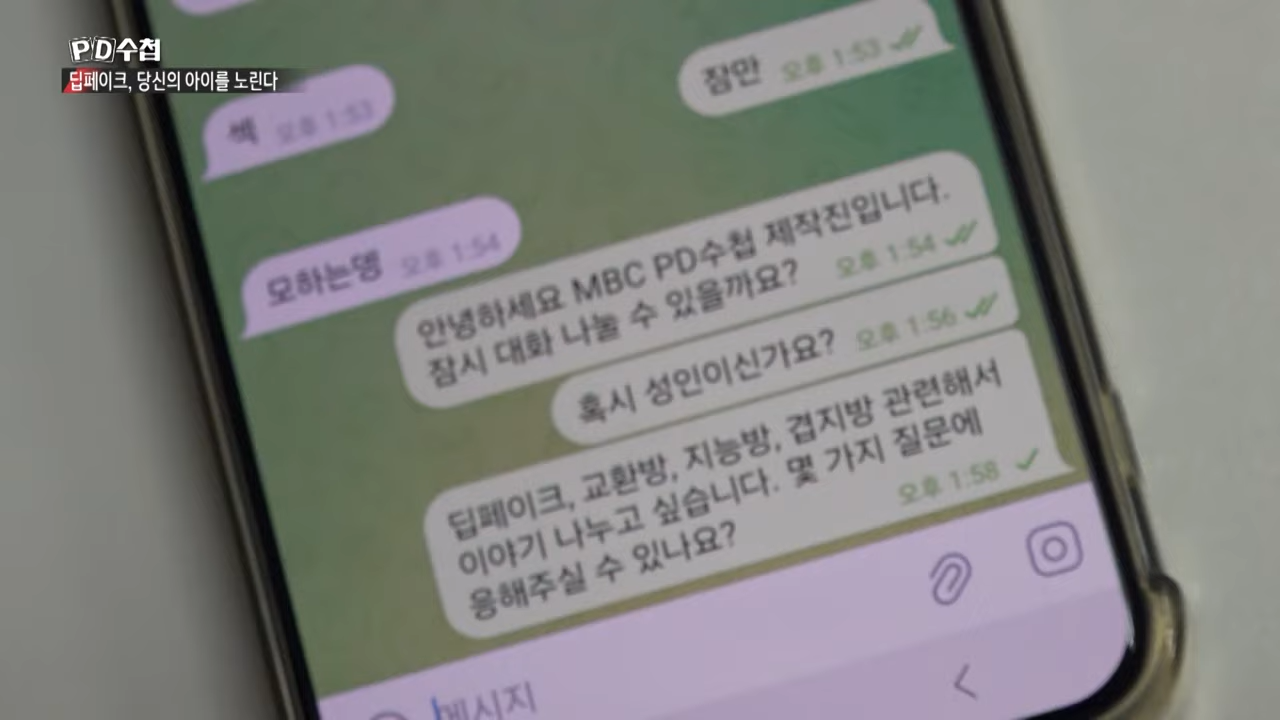 PD수첩
딥페이크, 당신의 아이를 노린다
잠만 오후 1:53
섹 오후 1:53
모하는뎅 오후 1:54
안녕하세요 MBC PD수첩 제작진입니다.
잠시 대화 나눌 수 있을까요? 오후 1:54
혹시 성인이신가요? 오후 1:56
딥페이크, 교환방, 지능방, 겹지방 관련해서
이야기 나누고 싶습니다. 몇 가지 질문에
응해주실 수 있나요? 오후 1:58
메시지